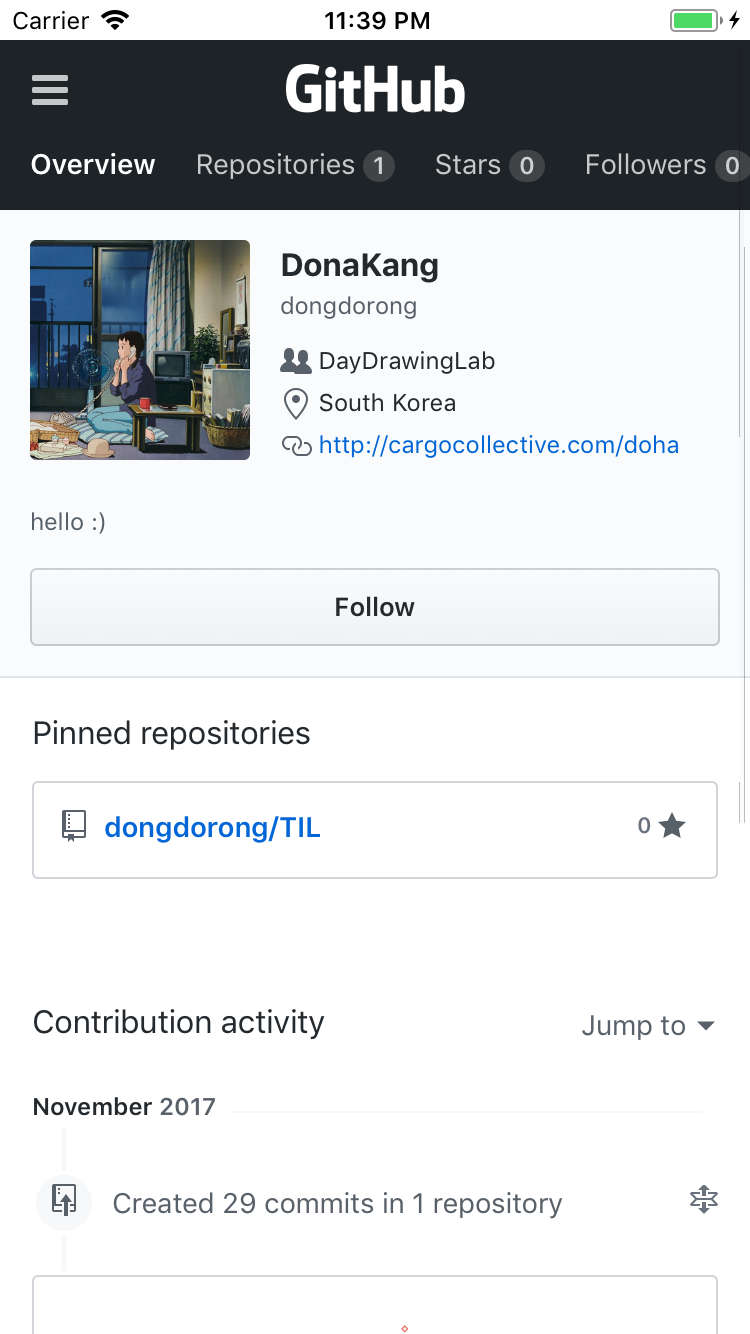 Carrier 11:39 PM
GitHub
Overview Repositories 1 Stars 0 Followers 0
DonaKang
dongdorong
DayDrawingLab
South Korea
http://cargocollective.com/doha
hello :)
Follow
Pinned repositories
dongdorong/TIL 0
Contribution activity Jump to
November 2017
Created 29 commits in 1 repository